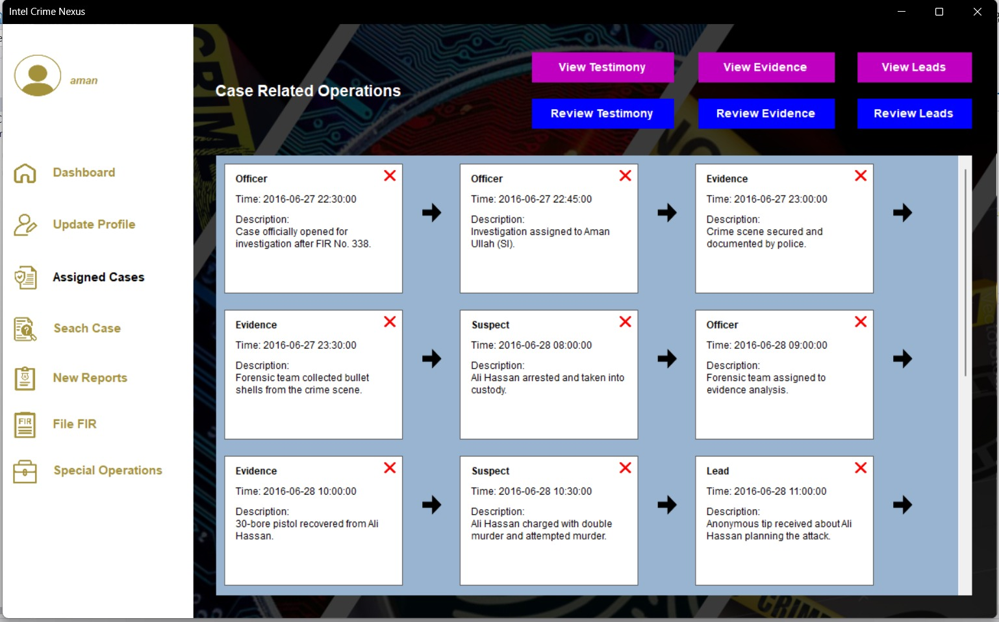 Intel Crime Nexus
aman
Dashboard
Update Profile
Assigned Cases
Seach Case
New Reports
FIR
File FIR
Special Operations
Case Related Operations
View Testimony
View Evidence
View Leads
Review Testimony
Review Evidence
Review Leads
Officer
Time: 2016-06-27 22:30:00
Description:
Case officially opened for
investigation after FIR No. 338.
Officer
Time: 2016-06-27 22:45:00
Description:
Investigation assigned to Aman
Ullah (SI).
Evidence
Time: 2016-06-27 23:00:00
Description:
Crime scene secured and
documented by police.
Evidence
Time: 2016-06-27 23:30:00
Description:
Forensic team collected bullet
shells from the crime scene.
Suspect
Time: 2016-06-28 08:00:00
Description:
Ali Hassan arrested and taken into
custody.
Officer
Time: 2016-06-28 09:00:00
Description:
Forensic team assigned to
evidence analysis.
Evidence
Time: 2016-06-28 10:00:00
Description:
30-bore pistol recovered from Ali
Hassan.
Suspect
Time: 2016-06-28 10:30:00
Description:
Ali Hassan charged with double
murder and attempted murder.
Lead
Time: 2016-06-28 11:00:00
Description:
Anonymous tip received about Ali
Hassan planning the attack.